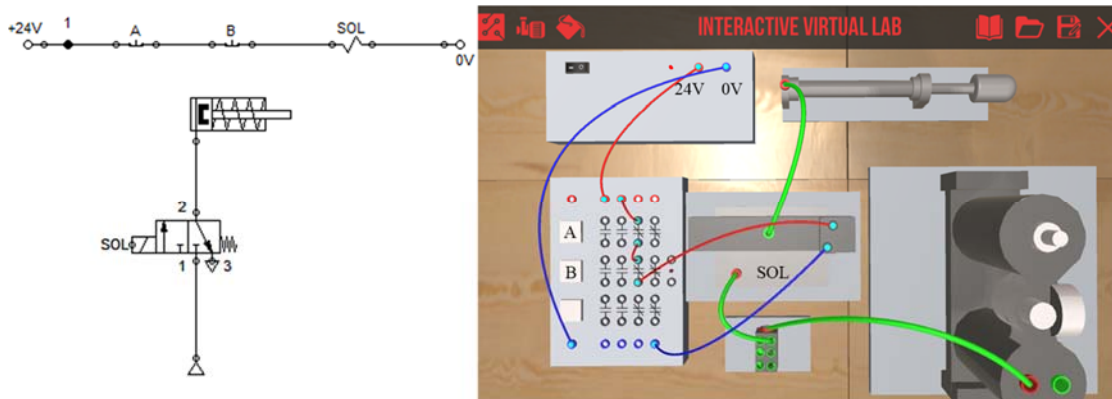 +24V 1 A B SOL 0V
2
SOL
1 3
INTERACTIVE VIRTUAL LAB
24V 0V
A
B
SOL